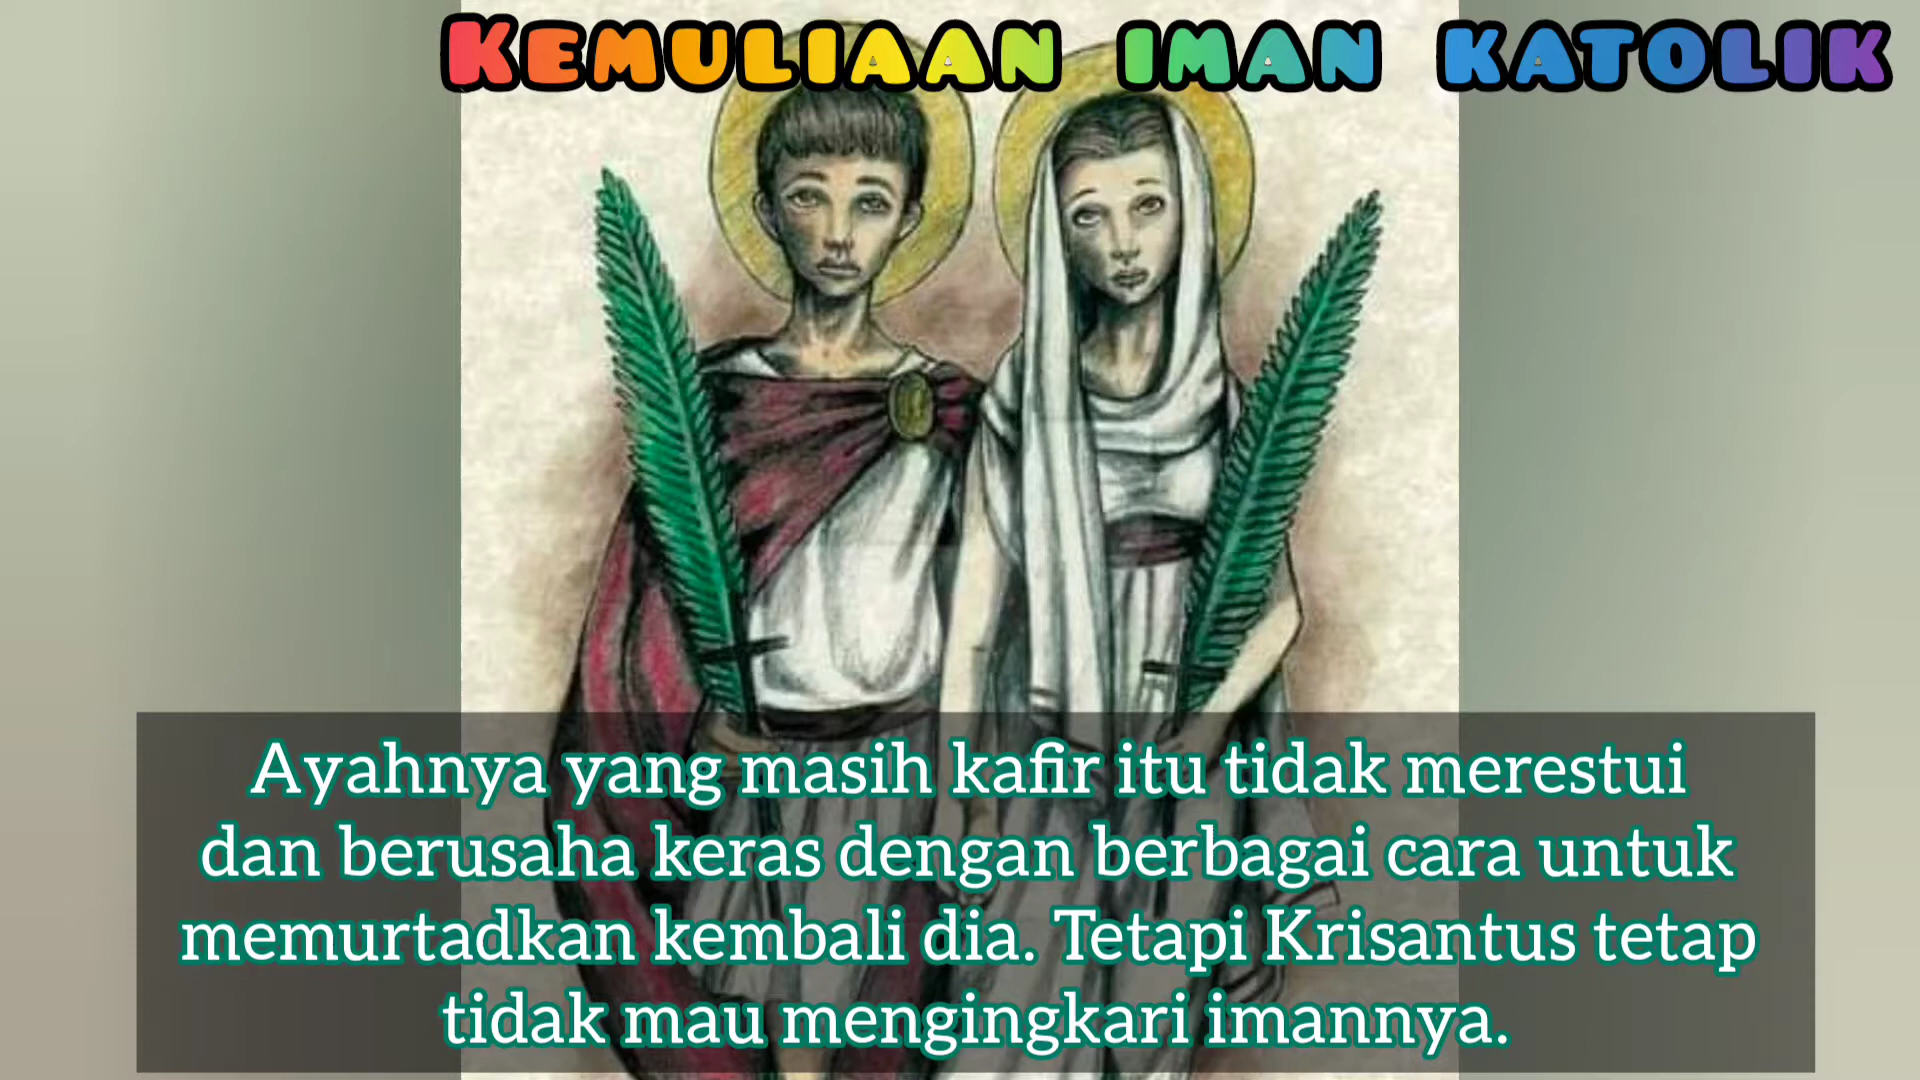 KEMULIAAN IMAN KATOLIK
Ayahnya yang masih kafir itu tidak merestui
dan berusaha keras dengan berbagai cara untuk
memurtadkan kembali dia. Tetapi Krisantus tetap
tidak mau mengingkari imannya.